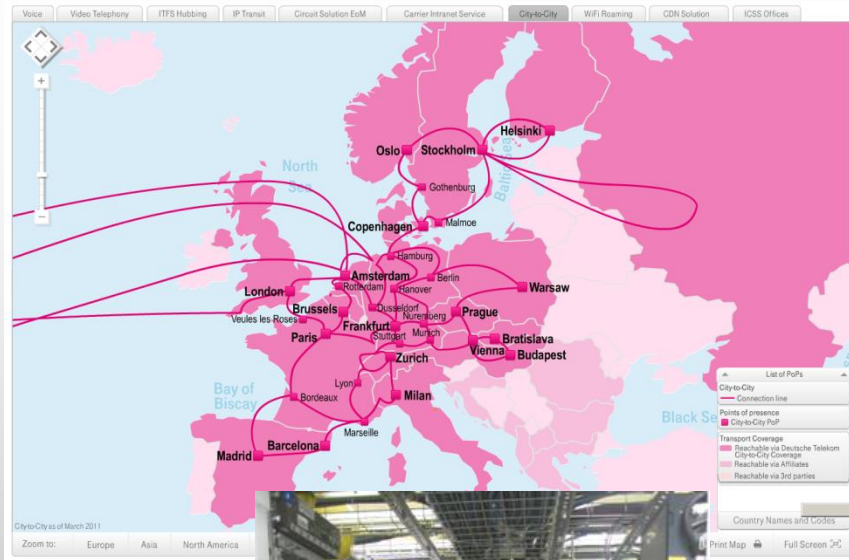 Voice
Video Telephony
ITFS Hubbing
IP Transit
Circuit Solution EoM
Carrier Intranet Service
City-to-City
WiFi Roaming
CDN Solution
ICSS Offices
North
Sea
Baltic Sea
Helsinki
Oslo
Stockholm
Gothenburg
Copenhagen
Malmoe
Hamburg
Amsterdam
Berlin
Rotterdam
Hanover
London
Warsaw
Brussels
Dusseldorf
Prague
Veules les Roses
Frankfurt
Nuremberg
Paris
Stuttgart
Munich
Bratislava
Vienna
Budapest
Zurich
Lyon
Bay of
Biscay
Bordeaux
Milan
Black Se
Marseille
Barcelona
Madrid
List of PoPs
City-to-City
Connection line
Points of presence
City-to-City PoP
Transport Coverage
Reachable via Deutsche Telekom
City-to-City Coverage
Reachable via Affiliates
Reachable via 3rd parties
Country Names and Codes
City-to-City as of March 2011
Zoom to:
Europe
Asia
North America
Print Map
Full Screen